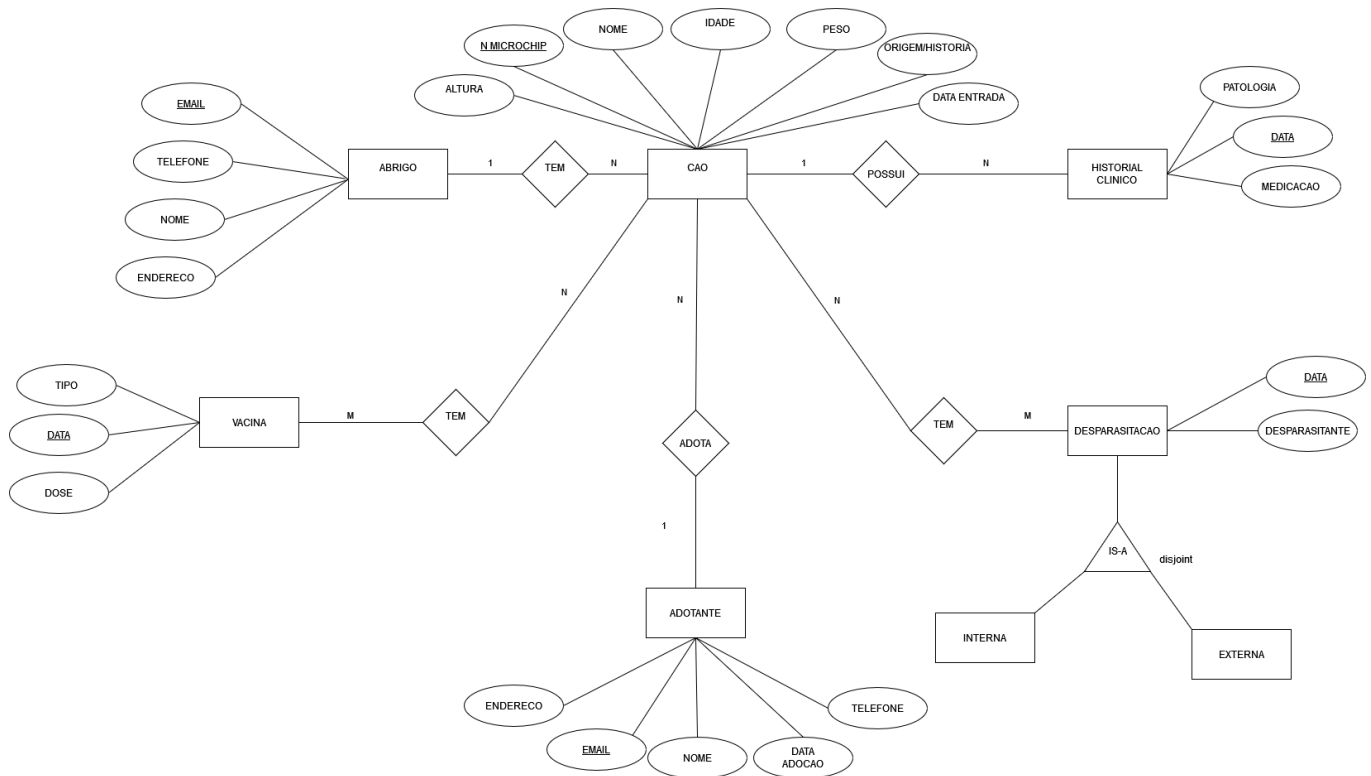 IDADE
NOME
PESO
N MICROCHIP
ORIGEM/HISTORIA
ALTURA
PATOLOGIA
DATA ENTRADA
EMAIL
DATA
TELEFONE
ABRIGO
1
TEM
N
CAO
1
POSSUI
N
HISTORIAL
CLINICO
MEDICACAO
NOME
ENDERECO
N
N
N
TIPO
DATA
VACINA
M
TEM
TEM
M
DESPARASITACAO
DESPARASITANTE
DATA
ADOTA
DOSE
1
IS-A
disjoint
ADOTANTE
INTERNA
EXTERNA
ENDERECO
TELEFONE
EMAIL
NOME
DATA
ADOCAO